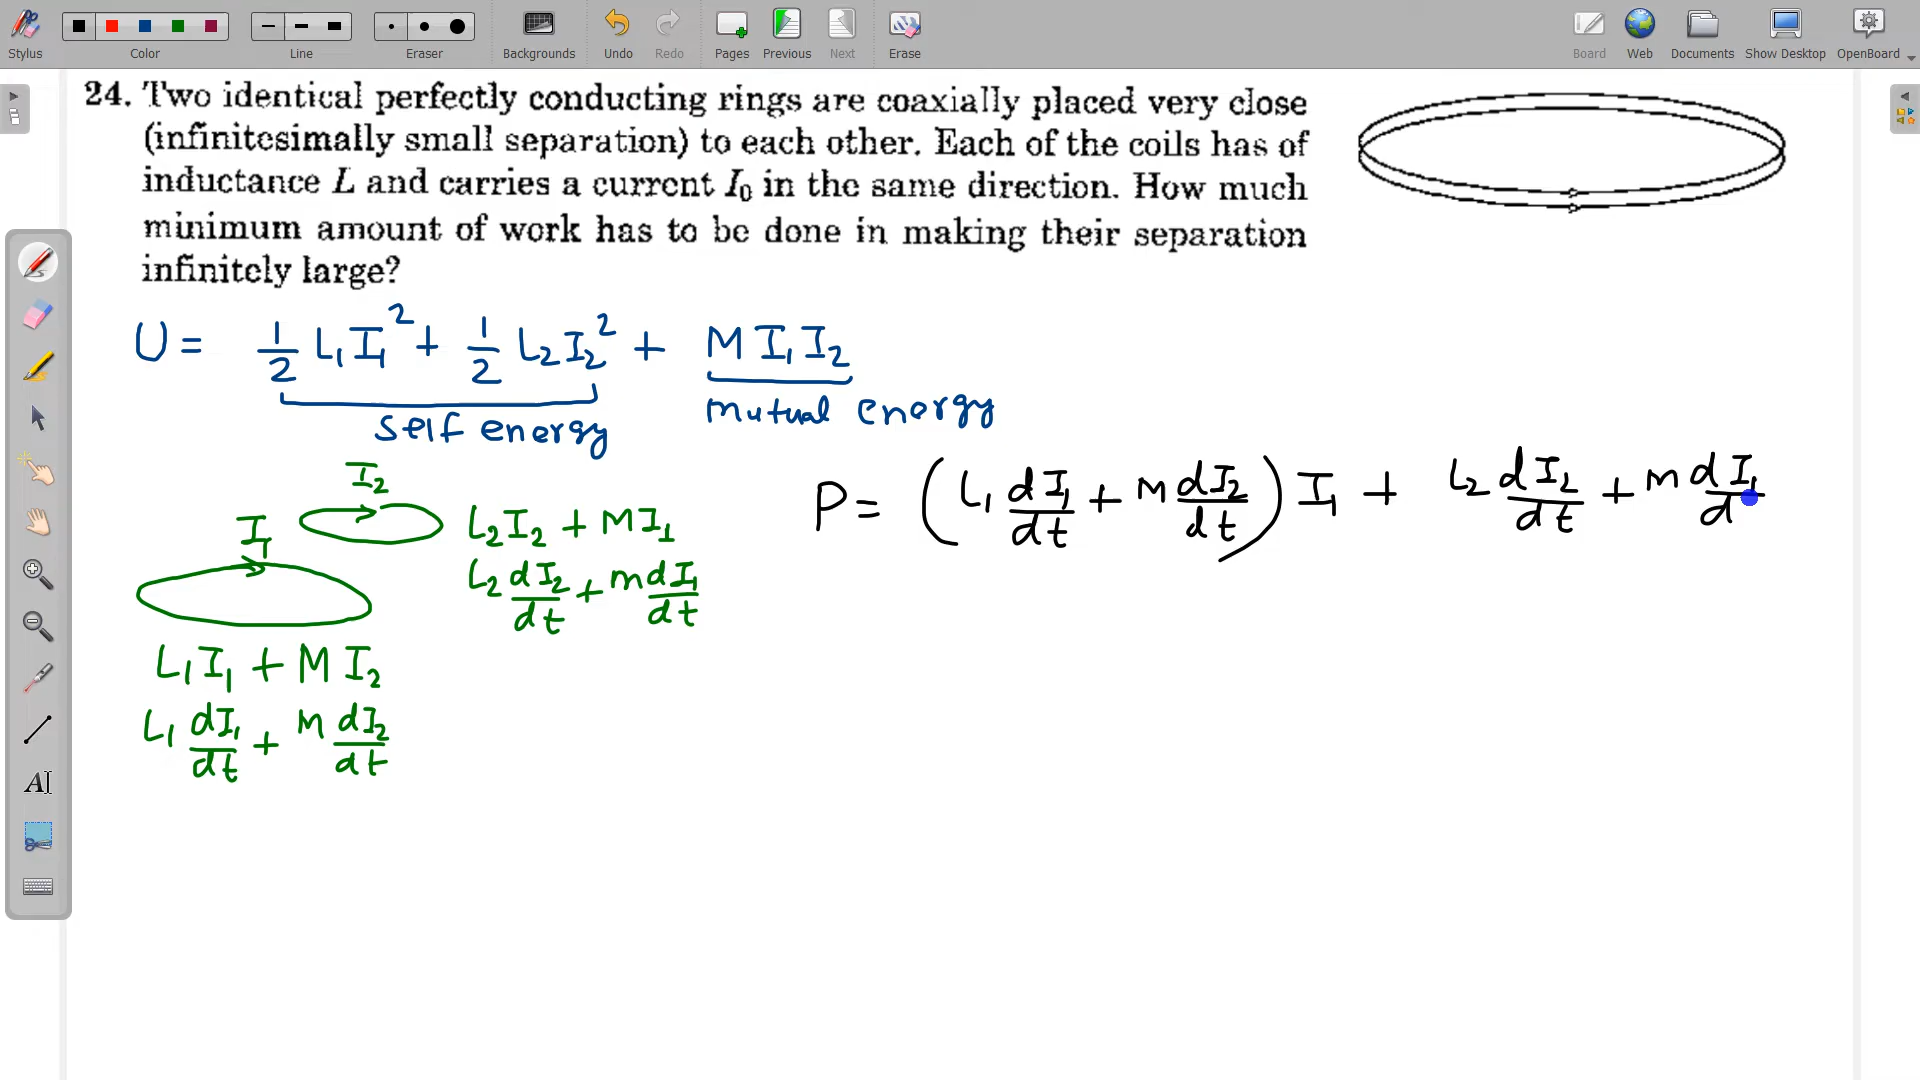 Stylus Color Line Eraser Backgrounds Undo Redo Pages Previous Next Erase Board Web Documents Show Desktop OpenBoard
24. Two identical perfectly conducting rings are coaxially placed very close
(infinitesimally small separation) to each other. Each of the coils has of
inductance L and carries a current I₀ in the same direction. How much
minimum amount of work has to be done in making their separation
infinitely large?
U = 1/2 L₁I₁² + 1/2 L₂I₂² + M I₁I₂
self energy mutual energy
P = (L₁ dI₁/dt + M dI₂/dt) I₁ + L₂ dI₂/dt + M dI₁/d
I₂
I₁
L₂I₂ + MI₁
L₂ dI₂/dt + M dI₁/dt
L₁I₁ + M I₂
L₁ dI₁/dt + M dI₂/dt
AI